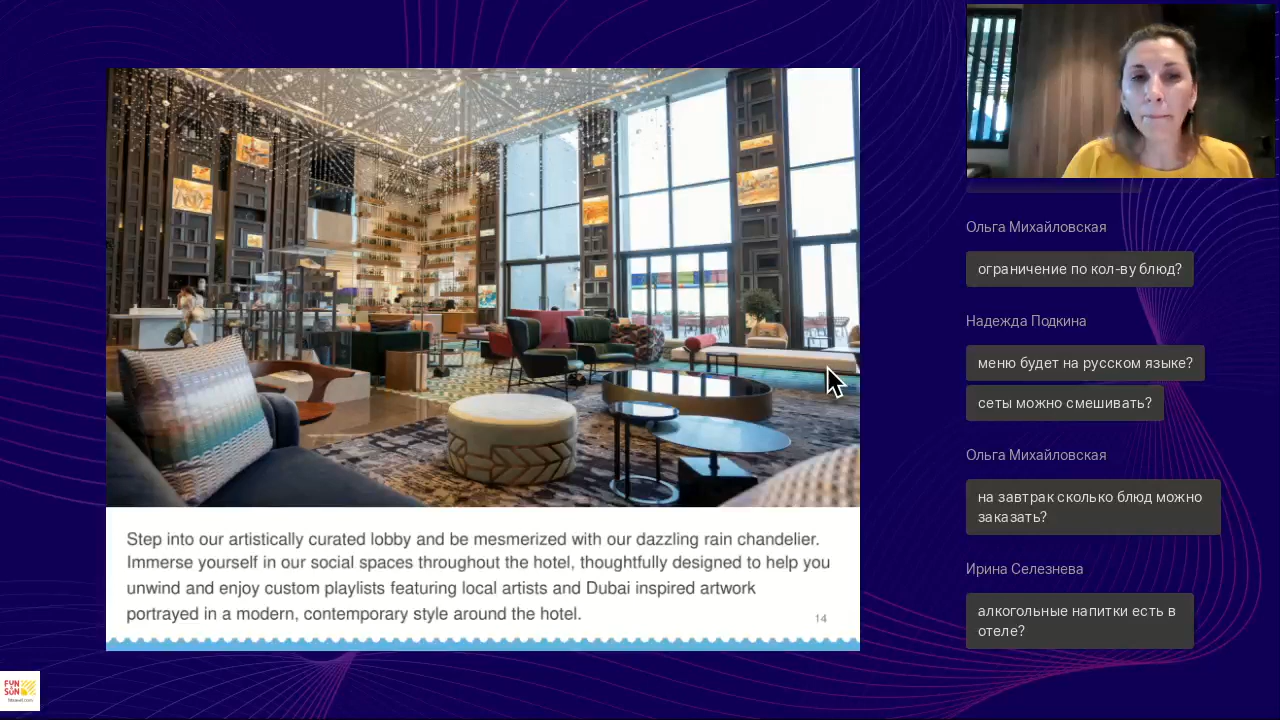 Step into our artistically curated lobby and be mesmerized with our dazzling rain chandelier.
Immerse yourself in our social spaces throughout the hotel, thoughtfully designed to help you
unwind and enjoy custom playlists featuring local artists and Dubai inspired artwork
portrayed in a modern, contemporary style around the hotel.
14
Ольга Михайловская
ограничение по кол-ву блюд?
Надежда Подкина
меню будет на русском языке?
сеты можно смешивать?
Ольга Михайловская
на завтрак сколько блюд можно
заказать?
Ирина Селезнева
алкогольные напитки есть в
отеле?
FUN
SUN